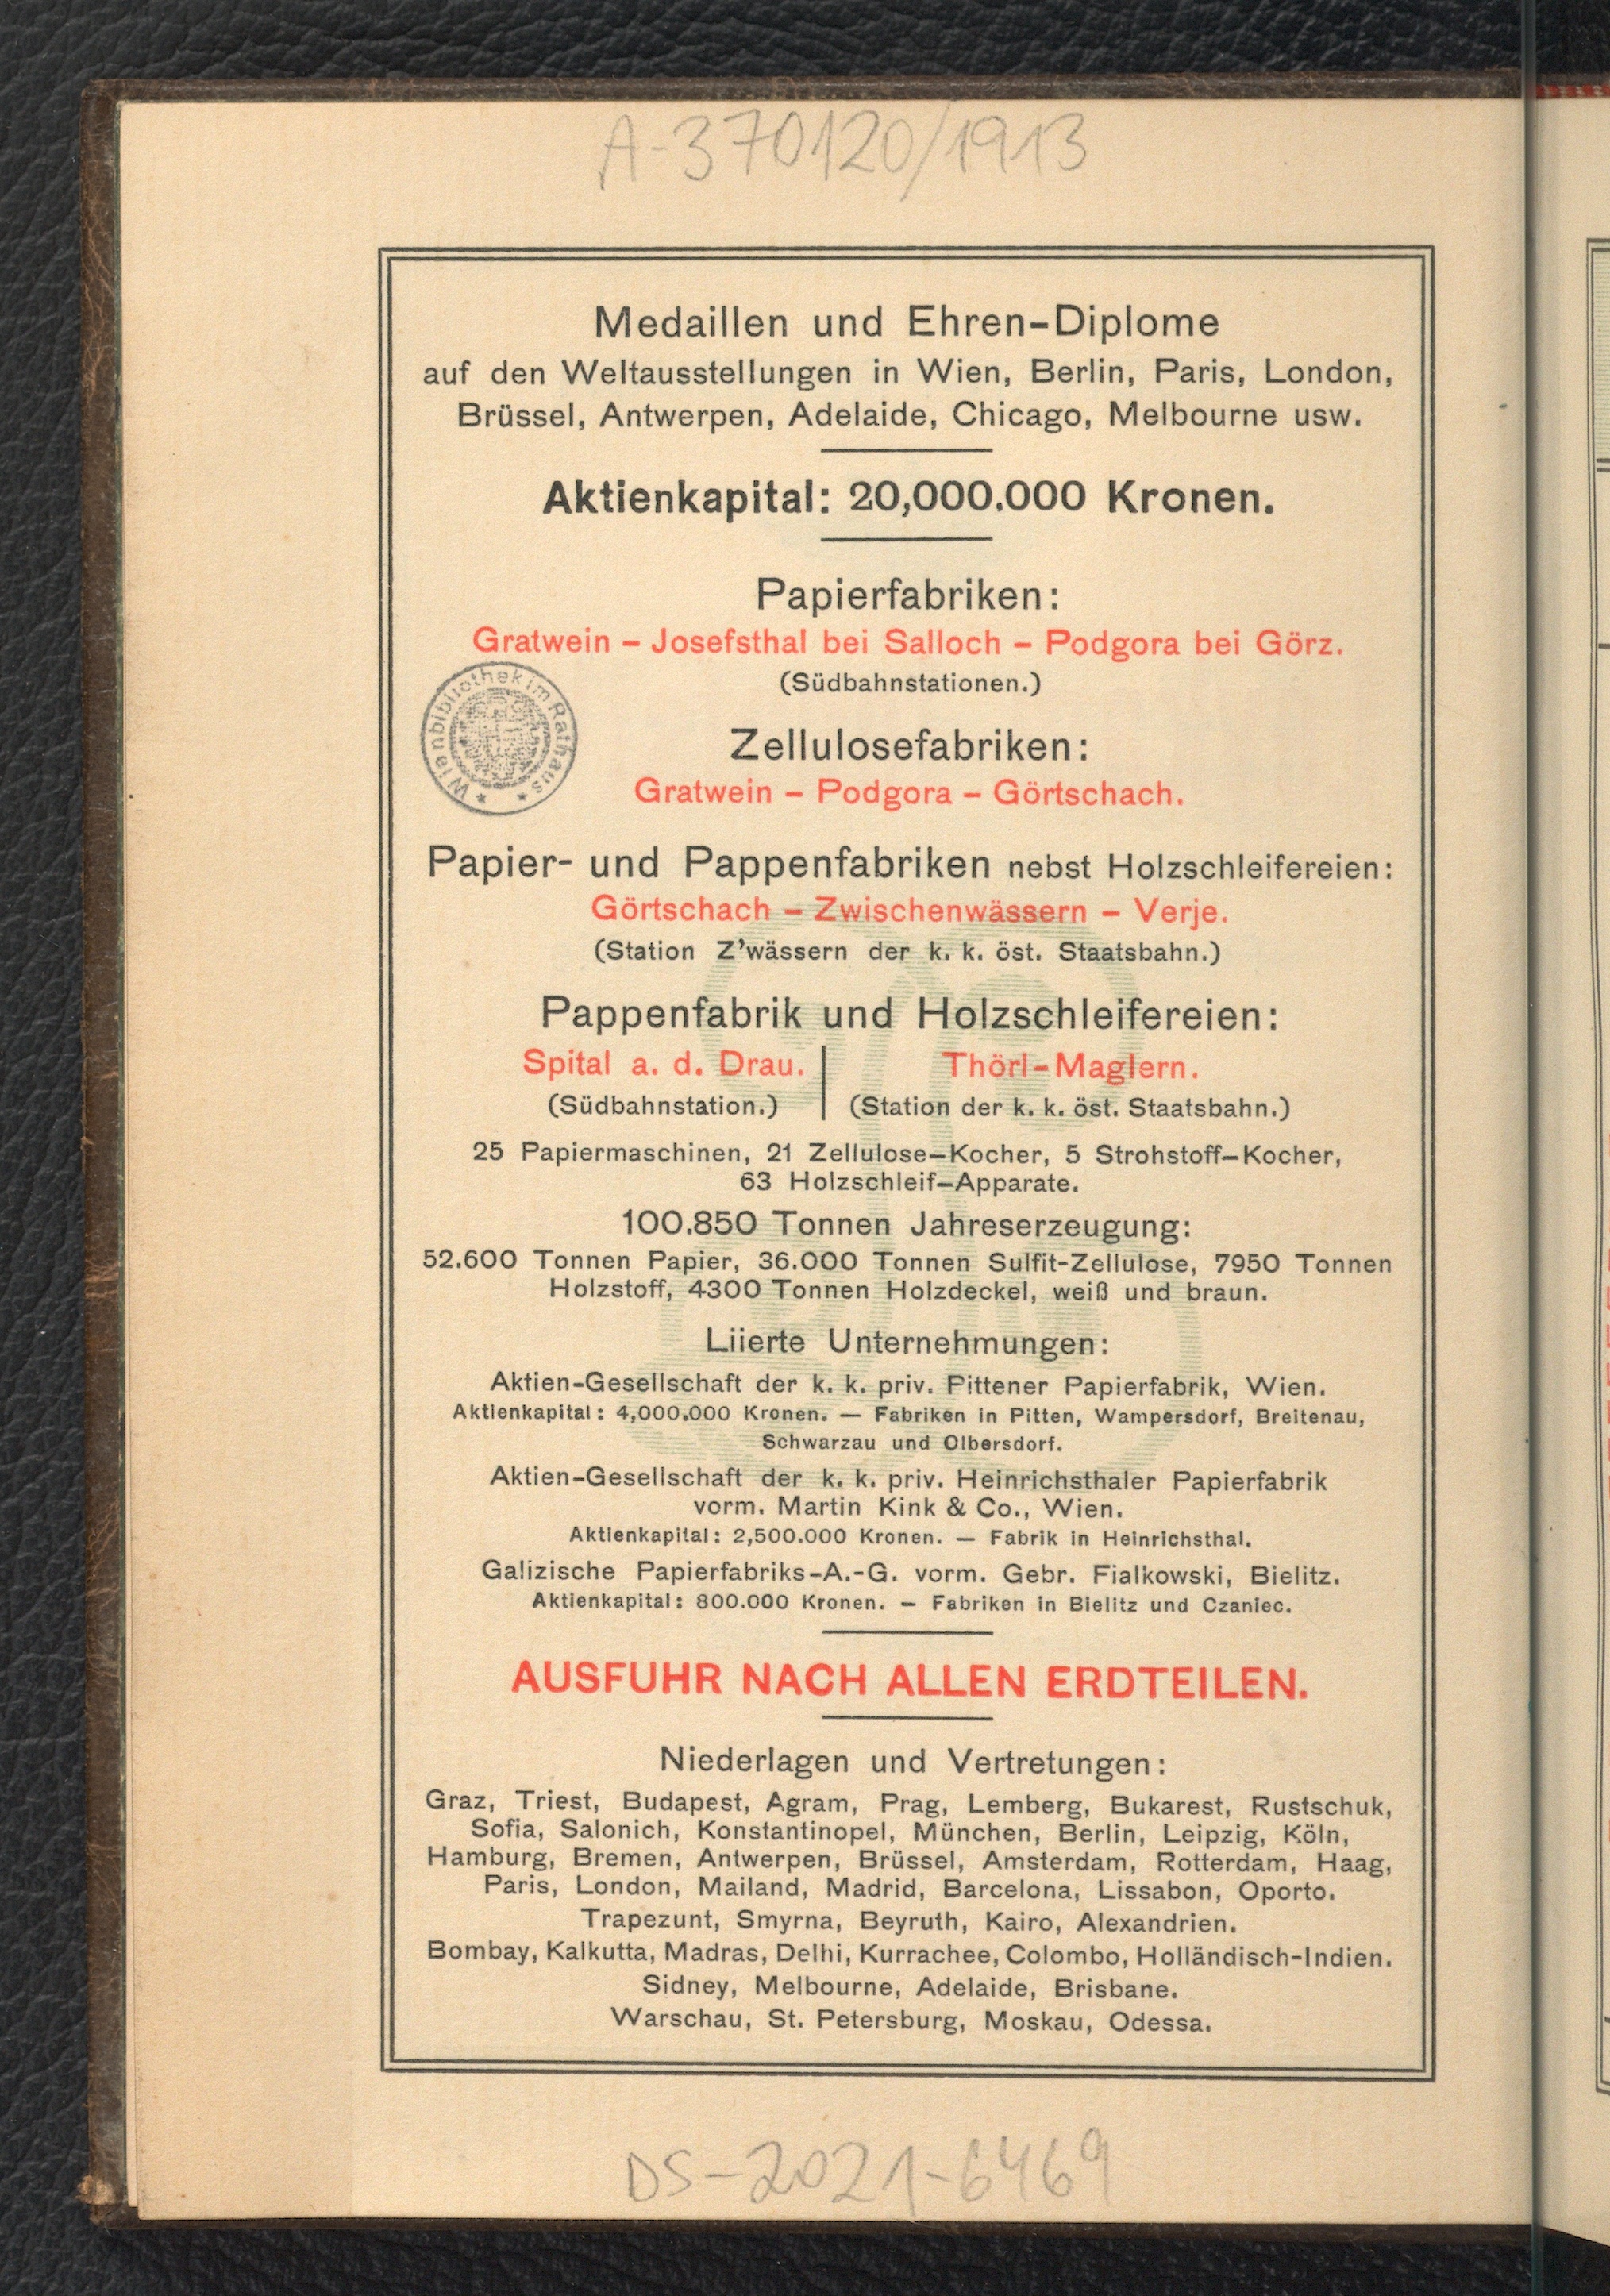 A-370120/1913
Medaillen und Ehren-Diplome
auf den Weltausstellungen in Wien, Berlin, Paris, London,
Brüssel, Antwerpen, Adelaide, Chicago, Melbourne usw.
Aktienkapital: 20,000.000 Kronen.
Papierfabriken:
Gratwein – Josefsthal bei Salloch – Podgora bei Görz.
(Südbahnstationen.)
Wienbibliothek im Rathaus
Zellulosefabriken:
Gratwein – Podgora – Görtschach.
Papier- und Pappenfabriken nebst Holzschleifereien:
Görtschach – Zwischenwässern – Verje.
(Station Z'wässern der k. k. öst. Staatsbahn.)
Pappenfabrik und Holzschleifereien:
Spital a. d. Drau.
(Südbahnstation.)
Thörl-Maglern.
(Station der k. k. öst. Staatsbahn.)
25 Papiermaschinen, 21 Zellulose–Kocher, 5 Strohstoff–Kocher,
63 Holzschleif–Apparate.
100.850 Tonnen Jahreserzeugung:
52.600 Tonnen Papier, 36.000 Tonnen Sulfit-Zellulose, 7950 Tonnen
Holzstoff, 4300 Tonnen Holzdeckel, weiß und braun.
Liierte Unternehmungen:
Aktien-Gesellschaft der k. k. priv. Pittener Papierfabrik, Wien.
Aktienkapital: 4,000.000 Kronen. — Fabriken in Pitten, Wampersdorf, Breitenau,
Schwarzau und Olbersdorf.
Aktien-Gesellschaft der k. k. priv. Heinrichsthaler Papierfabrik
vorm. Martin Kink & Co., Wien.
Aktienkapital: 2,500.000 Kronen. — Fabrik in Heinrichsthal.
Galizische Papierfabriks-A.-G. vorm. Gebr. Fialkowski, Bielitz.
Aktienkapital: 800.000 Kronen. — Fabriken in Bielitz und Czaniec.
AUSFUHR NACH ALLEN ERDTEILEN.
Niederlagen und Vertretungen:
Graz, Triest, Budapest, Agram, Prag, Lemberg, Bukarest, Rustschuk,
Sofia, Salonich, Konstantinopel, München, Berlin, Leipzig, Köln,
Hamburg, Bremen, Antwerpen, Brüssel, Amsterdam, Rotterdam, Haag,
Paris, London, Mailand, Madrid, Barcelona, Lissabon, Oporto.
Trapezunt, Smyrna, Beyruth, Kairo, Alexandrien.
Bombay, Kalkutta, Madras, Delhi, Kurrachee, Colombo, Holländisch-Indien.
Sidney, Melbourne, Adelaide, Brisbane.
Warschau, St. Petersburg, Moskau, Odessa.
DS-2021-6469